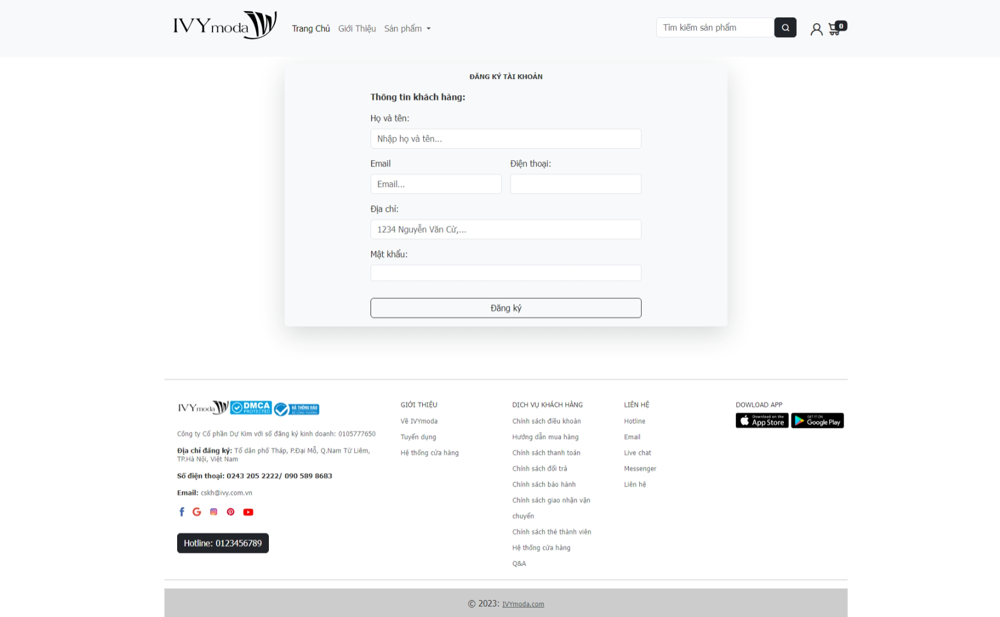 IVY moda
Trang Chủ Giới Thiệu Sản phẩm
Tìm kiếm sản phẩm
0
ĐĂNG KÝ TÀI KHOẢN
Thông tin khách hàng:
Họ và tên:
Nhập họ và tên...
Email Điện thoại:
Email...
Địa chỉ:
1234 Nguyễn Văn Cừ,...
Mật khẩu:
Đăng ký
IVY moda DMCA PROTECTED ĐÃ THÔNG BÁO BỘ CÔNG THƯƠNG
Công ty Cổ phần Dự Kim với số đăng ký kinh doanh: 0105777650
Địa chỉ đăng ký: Tổ dân phố Tháp, P.Đại Mỗ, Q.Nam Từ Liêm,
TP.Hà Nội, Việt Nam
Số điện thoại: 0243 205 2222/ 090 589 8683
Email: cskh@ivy.com.vn
Hotline: 0123456789
GIỚI THIỆU
Về IVYmoda
Tuyển dụng
Hệ thống cửa hàng
DỊCH VỤ KHÁCH HÀNG
Chính sách điều khoản
Hướng dẫn mua hàng
Chính sách thanh toán
Chính sách đổi trả
Chính sách bảo hành
Chính sách giao nhận vận
chuyển
Chính sách thẻ thành viên
Hệ thống cửa hàng
Q&A
LIÊN HỆ
Hotline
Email
Live chat
Messenger
Liên hệ
DOWLOAD APP
Download on the App Store
GET IT ON Google Play
© 2023: IVYmoda.com